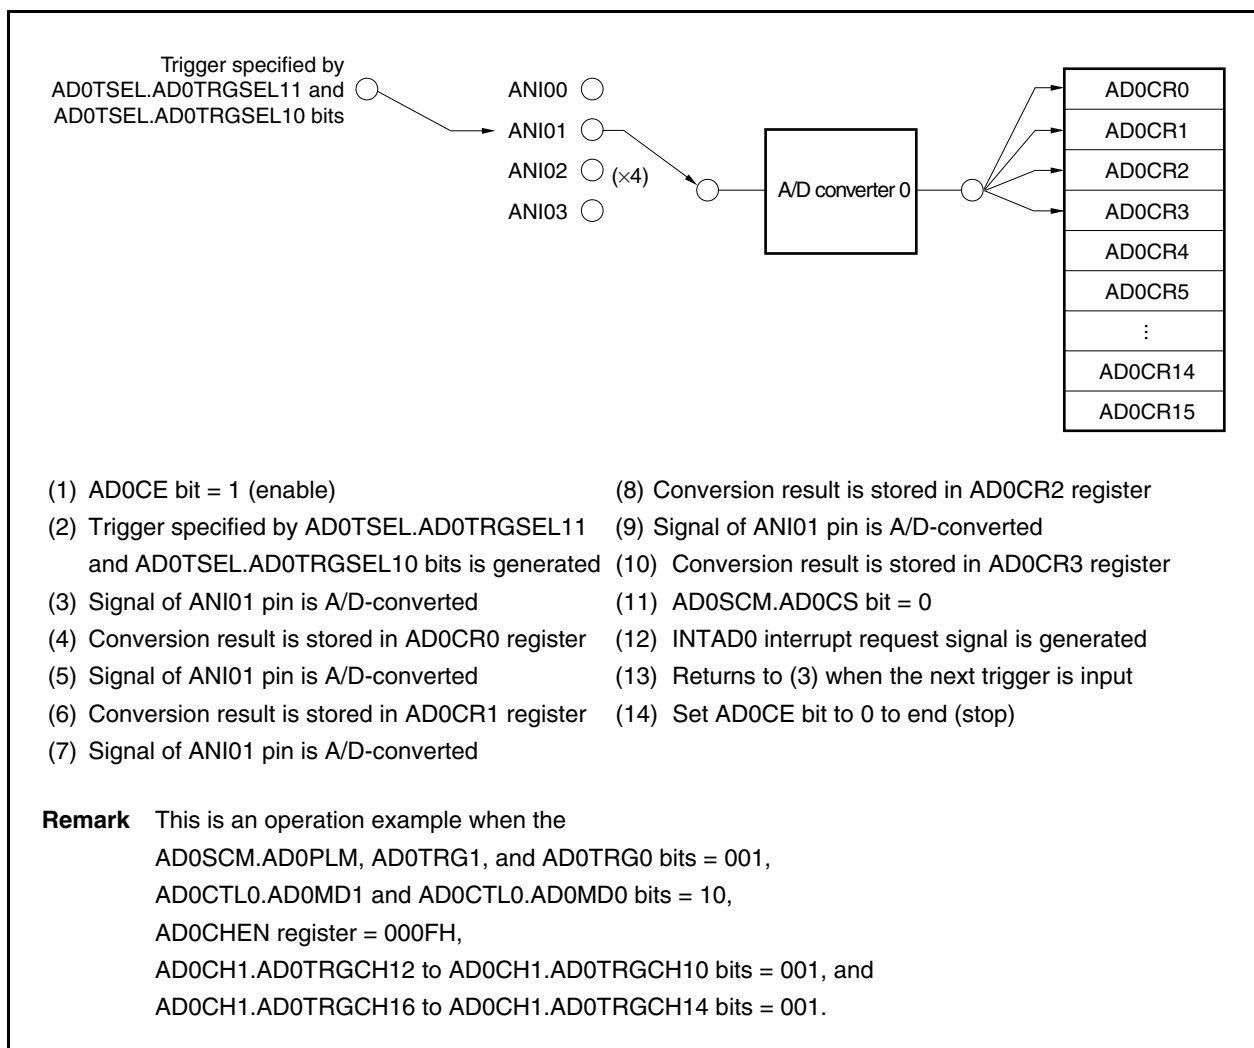 Trigger specified by
AD0TSEL.AD0TRGSEL11 and
AD0TSEL.AD0TRGSEL10 bits
ANI00
ANI01
ANI02
(×4)
ANI03
A/D converter 0
AD0CR0
AD0CR1
AD0CR2
AD0CR3
AD0CR4
AD0CR5
⋮
AD0CR14
AD0CR15
(1) AD0CE bit = 1 (enable)
(2) Trigger specified by AD0TSEL.AD0TRGSEL11
and AD0TSEL.AD0TRGSEL10 bits is generated
(3) Signal of ANI01 pin is A/D-converted
(4) Conversion result is stored in AD0CR0 register
(5) Signal of ANI01 pin is A/D-converted
(6) Conversion result is stored in AD0CR1 register
(7) Signal of ANI01 pin is A/D-converted
(8) Conversion result is stored in AD0CR2 register
(9) Signal of ANI01 pin is A/D-converted
(10) Conversion result is stored in AD0CR3 register
(11) AD0SCM.AD0CS bit = 0
(12) INTAD0 interrupt request signal is generated
(13) Returns to (3) when the next trigger is input
(14) Set AD0CE bit to 0 to end (stop)
Remark This is an operation example when the
AD0SCM.AD0PLM, AD0TRG1, and AD0TRG0 bits = 001,
AD0CTL0.AD0MD1 and AD0CTL0.AD0MD0 bits = 10,
AD0CHEN register = 000FH,
AD0CH1.AD0TRGCH12 to AD0CH1.AD0TRGCH10 bits = 001, and
AD0CH1.AD0TRGCH16 to AD0CH1.AD0TRGCH14 bits = 001.